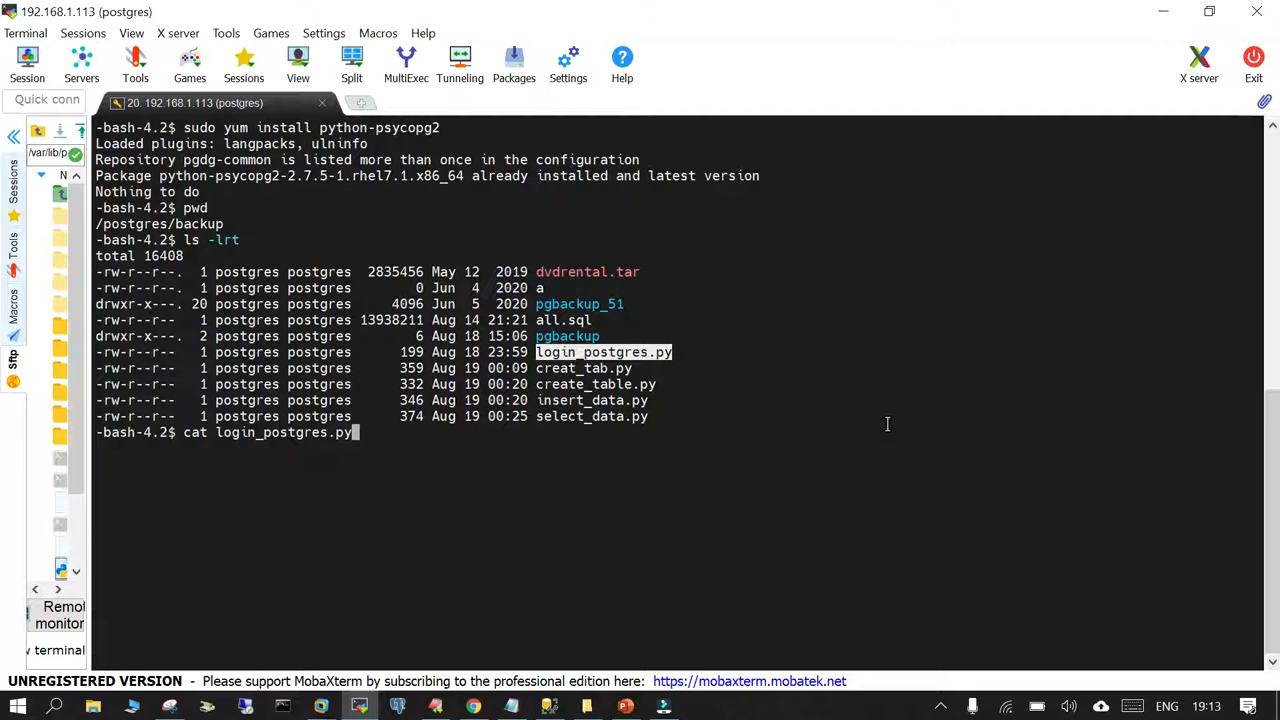 192.168.1.113 (postgres)
Terminal Sessions View X server Tools Games Settings Macros Help
Session Servers Tools Games Sessions View Split MultiExec Tunneling Packages Settings Help X server Exit
Quick conn
20. 192.168.1.113 (postgres)
/var/lib/p
N
Sessions
Tools
Macros
Sftp
-bash-4.2$ sudo yum install python-psycopg2
Loaded plugins: langpacks, ulninfo
Repository pgdg-common is listed more than once in the configuration
Package python-psycopg2-2.7.5-1.rhel7.1.x86_64 already installed and latest version
Nothing to do
-bash-4.2$ pwd
/postgres/backup
-bash-4.2$ ls -lrt
total 16408
-rw-r--r--. 1 postgres postgres 2835456 May 12 2019 dvdrental.tar
-rw-r--r--. 1 postgres postgres 0 Jun 4 2020 a
drwxr-x---. 20 postgres postgres 4096 Jun 5 2020 pgbackup_51
-rw-r--r--. 1 postgres postgres 13938211 Aug 14 21:21 all.sql
drwxr-x---. 2 postgres postgres 6 Aug 18 15:06 pgbackup
-rw-r--r-- 1 postgres postgres 199 Aug 18 23:59 login_postgres.py
-rw-r--r-- 1 postgres postgres 359 Aug 19 00:09 creat_tab.py
-rw-r--r-- 1 postgres postgres 332 Aug 19 00:20 create_table.py
-rw-r--r-- 1 postgres postgres 346 Aug 19 00:20 insert_data.py
-rw-r--r-- 1 postgres postgres 374 Aug 19 00:25 select_data.py
-bash-4.2$ cat login_postgres.py
Remo
monitor
w terminal
UNREGISTERED VERSION - Please support MobaXterm by subscribing to the professional edition here: https://mobaxterm.mobatek.net
ENG 19:13